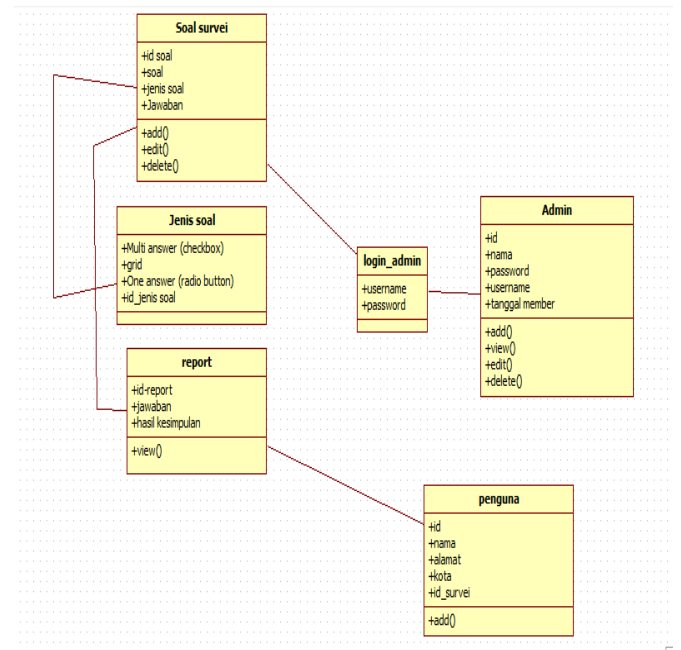 Soal survei
+id soal
+soal
+jenis soal
+Jawaban
+add()
+edit()
+delete()
Jenis soal
+Multi answer (checkbox)
+grid
+One answer (radio button)
+id_jenis soal
login_admin
+username
+password
Admin
+id
+nama
+password
+username
+tanggal member
+add()
+view()
+edit()
+delete()
report
+id-report
+jawaban
+hasil kesimpulan
+view()
penguna
+id
+nama
+alamat
+kota
+id_survei
+add()